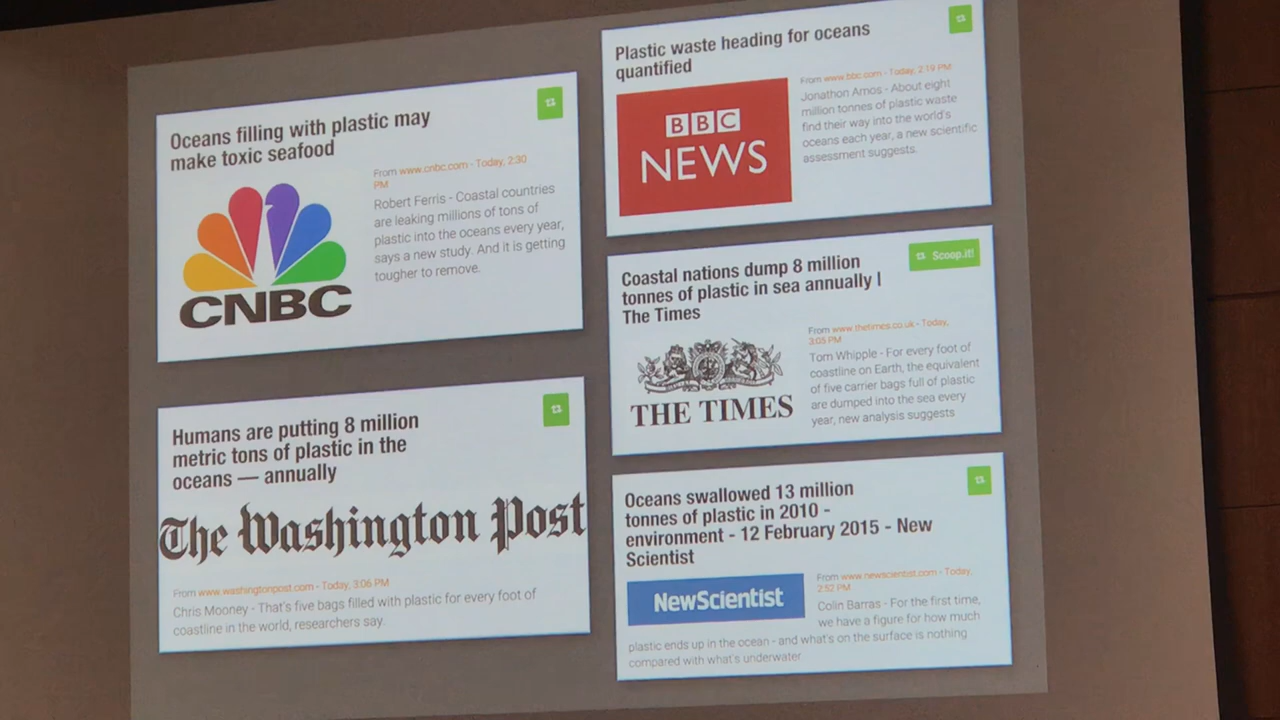 Oceans filling with plastic may
make toxic seafood
From www.cnbc.com - Today, 2:30
PM
Robert Ferris - Coastal countries
are leaking millions of tons of
plastic into the oceans every year,
says a new study. And it is getting
tougher to remove.
CNBC
Humans are putting 8 million
metric tons of plastic in the
oceans — annually
The Washington Post
From www.washingtonpost.com - Today, 3:06 PM
Chris Mooney - That's five bags filled with plastic for every foot of
coastline in the world, researchers say.
Plastic waste heading for oceans
quantified
BBC
NEWS
From www.bbc.com - Today, 2:19 PM
Jonathon Amos - About eight
million tonnes of plastic waste
find their way into the world's
oceans each year, a new scientific
assessment suggests.
Coastal nations dump 8 million
tonnes of plastic in sea annually |
The Times
Scoop.it!
THE TIMES
From www.thetimes.co.uk - Today,
3:05 PM
Tom Whipple - For every foot of
coastline on Earth, the equivalent
of five carrier bags full of plastic
are dumped into the sea every
year, new analysis suggests
Oceans swallowed 13 million
tonnes of plastic in 2010 -
environment - 12 February 2015 - New
Scientist
NewScientist
From www.newscientist.com - Today,
2:52 PM
Colin Barras - For the first time,
we have a figure for how much
plastic ends up in the ocean - and what's on the surface is nothing
compared with what's underwater